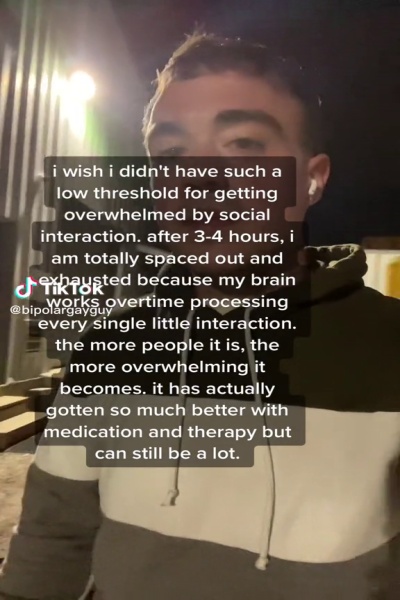 i wish i didn't have such a
low threshold for getting
overwhelmed by social
interaction. after 3-4 hours, i
am totally spaced out and
exhausted because my brain
TikTok
works overtime processing
@bipolargayguy
every single little interaction.
the more people it is, the
more overwhelming it
becomes. it has actually
gotten so much better with
medication and therapy but
can still be a lot.